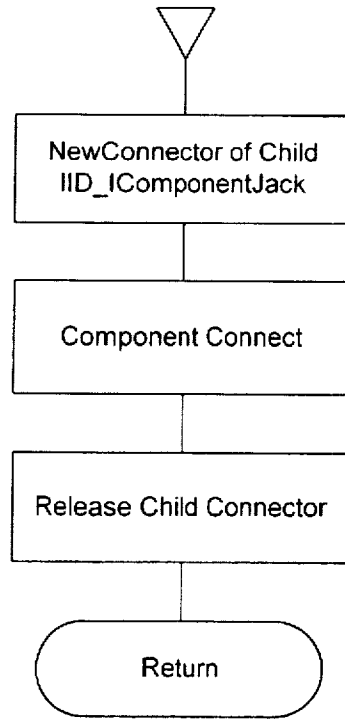 NewConnector of Child
IID_IComponentJack
Component Connect
Release Child Connector
Return